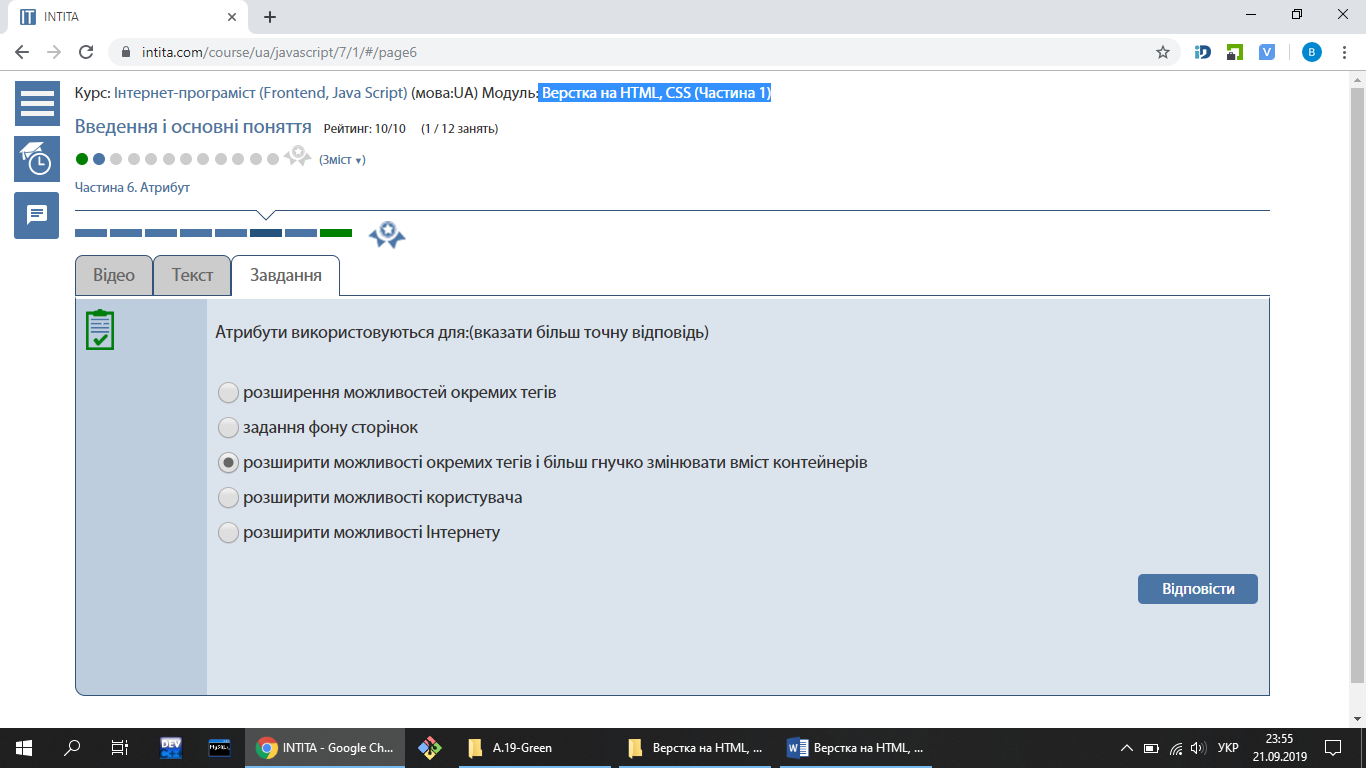 INTITA
intita.com/course/ua/javascript/7/1/#/page6
B
Курс: Інтернет-програміст (Frontend, Java Script) (мова:UA) Модуль: Верстка на HTML, CSS (Частина 1)
Введення і основні поняття Рейтинг: 10/10 (1 / 12 занять)
(Зміст ▾)
Частина 6. Атрибут
Відео Текст Завдання
Атрибути використовуються для:(вказати більш точну відповідь)
розширення можливостей окремих тегів
задання фону сторінок
розширити можливості окремих тегів і більш гнучко змінювати вміст контейнерів
розширити можливості користувача
розширити можливості Інтернету
Відповісти
DEV
MySQL
INTITA - Google Ch...
A.19-Green
Верстка на HTML, ...
Верстка на HTML, ...
УКР
23:55
21.09.2019